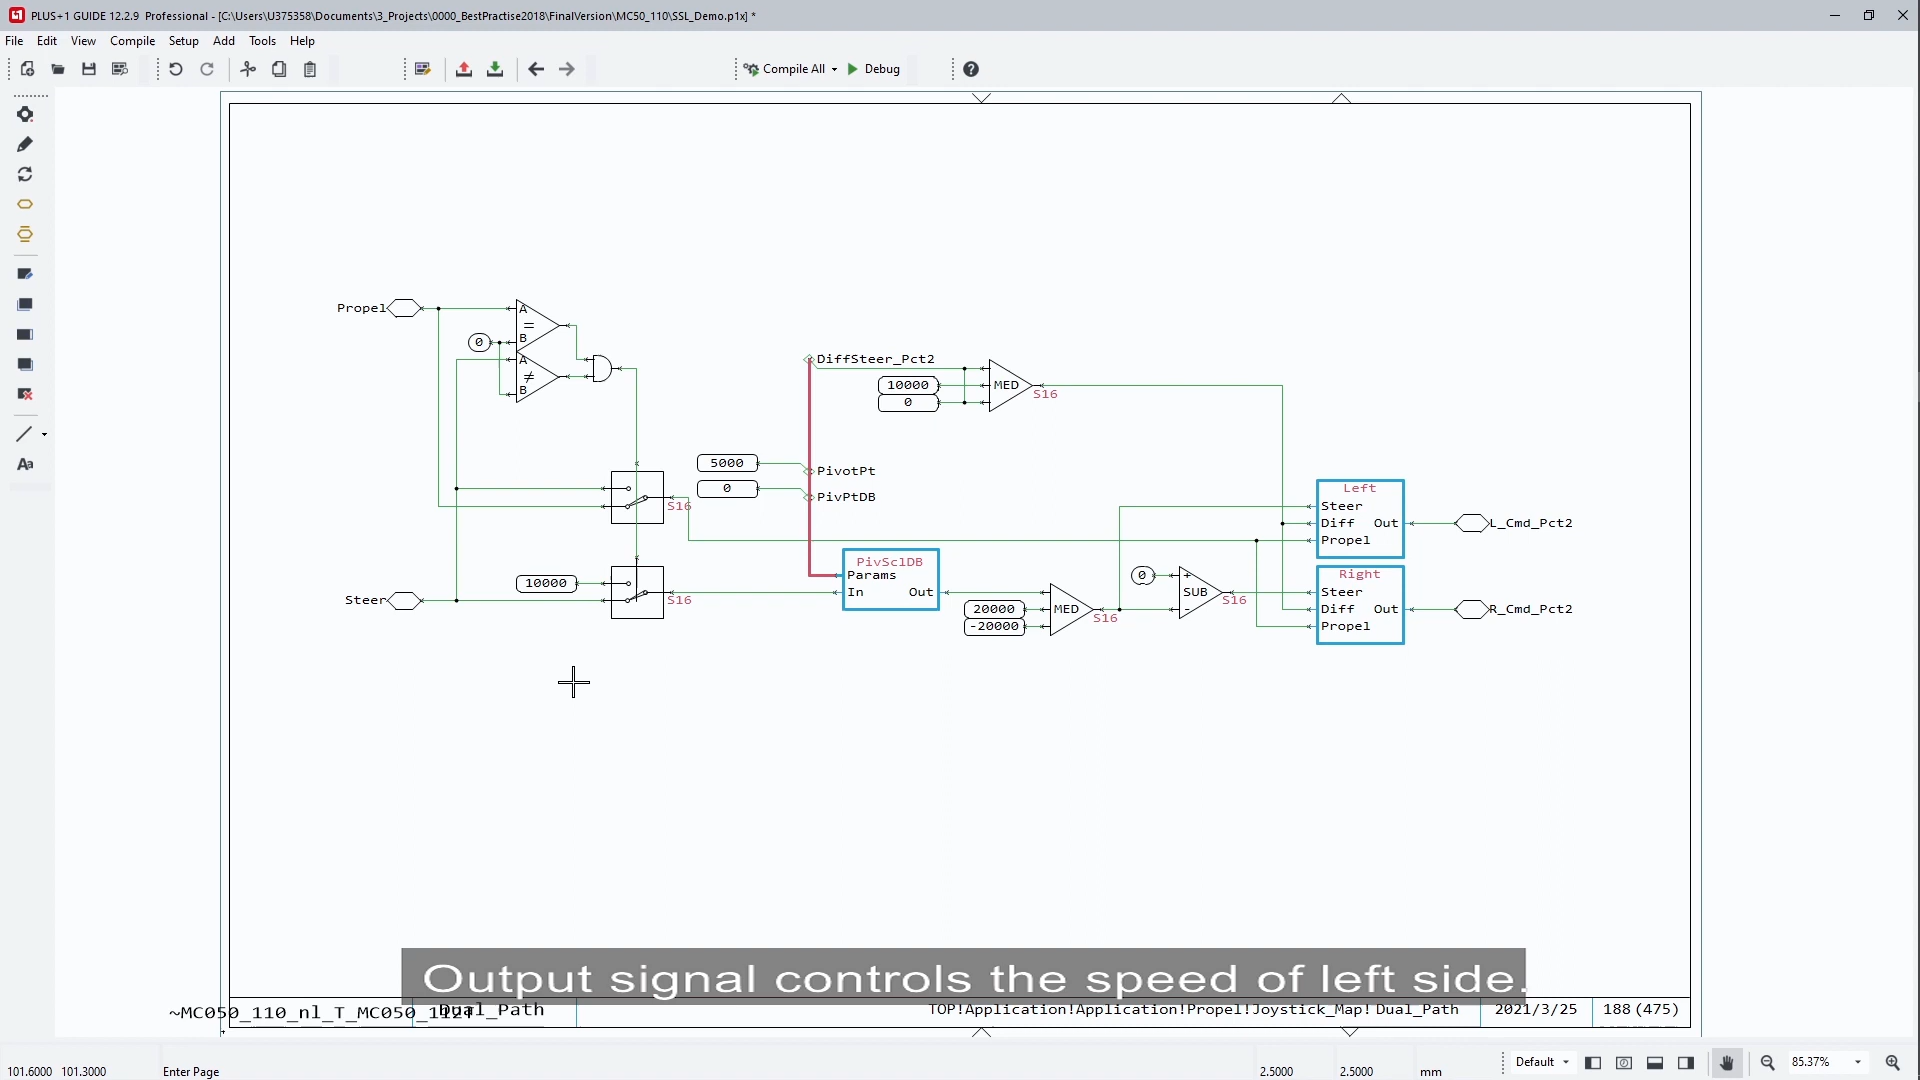 PLUS+1 GUIDE 12.2.9  Professional - [C:\Users\U375358\Documents\3_Projects\0000_BestPractise2018\FinalVersion\MC50_110\SSL_Demo.p1x] *
File Edit View Compile Setup Add Tools Help
Compile All Debug
Propel
A
=
B
0
A
≠
B
DiffSteer_Pct2
10000
0
MED
S16
5000
0
PivotPt
PivPtDB
S16
Left
Steer
Diff Out
Propel
L_Cmd_Pct2
10000
Steer
S16
PivSclDB
Params
In Out
20000
-20000
MED
S16
0
+
SUB
-
S16
Right
Steer
Diff Out
Propel
R_Cmd_Pct2
Output signal controls the speed of left side.
Dual_Path
TOP!Application!Application!Propel!Joystick_Map!Dual_Path 2021/3/25 188(475)
101.6000 101.3000 Enter Page 2.5000 2.5000 mm Default 85.37%
Aa